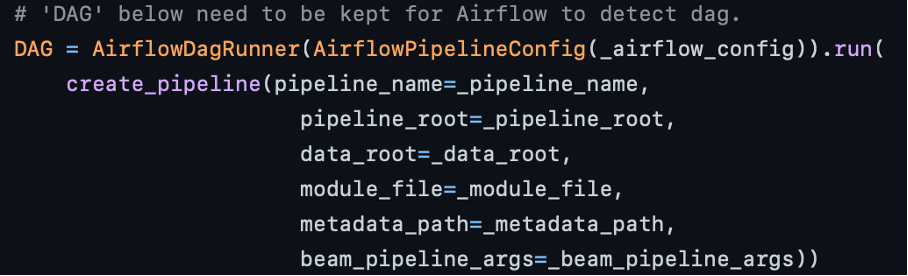 # 'DAG' below need to be kept for Airflow to detect dag.
DAG = AirflowDagRunner(AirflowPipelineConfig(_airflow_config)).run(
    create_pipeline(pipeline_name=_pipeline_name,
                    pipeline_root=_pipeline_root,
                    data_root=_data_root,
                    module_file=_module_file,
                    metadata_path=_metadata_path,
                    beam_pipeline_args=_beam_pipeline_args))